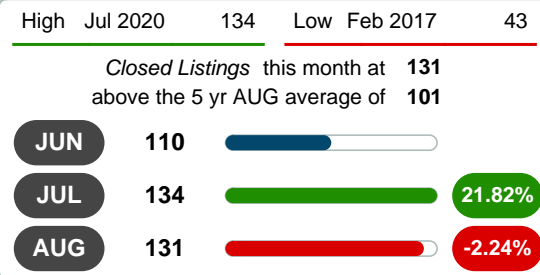 High Jul 2020 134 Low Feb 2017 43
Closed Listings this month at 131
above the 5 yr AUG average of 101
JUN 110
JUL 134 21.82%
AUG 131 -2.24%